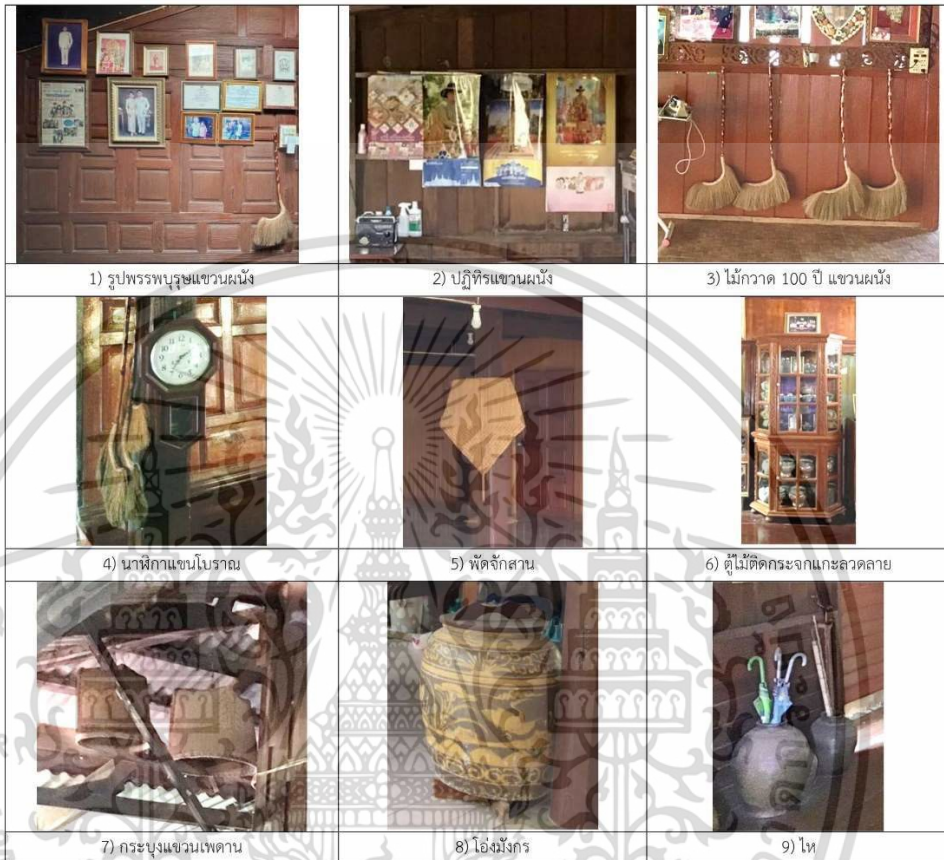 1) รูปพรรพบุรุษแขวนผนัง
2) ปฏิทิรแขวนผนัง
3) ไม้กวาด 100 ปี แขวนผนัง
4) นาฬิกาแขนโบราณ
5) พัดจักสาน
6) ตู้ไม้ติดกระจกแกะลวดลาย
7) กระบุงแขวนเพดาน
8) โอ่งมังกร
9) ไห